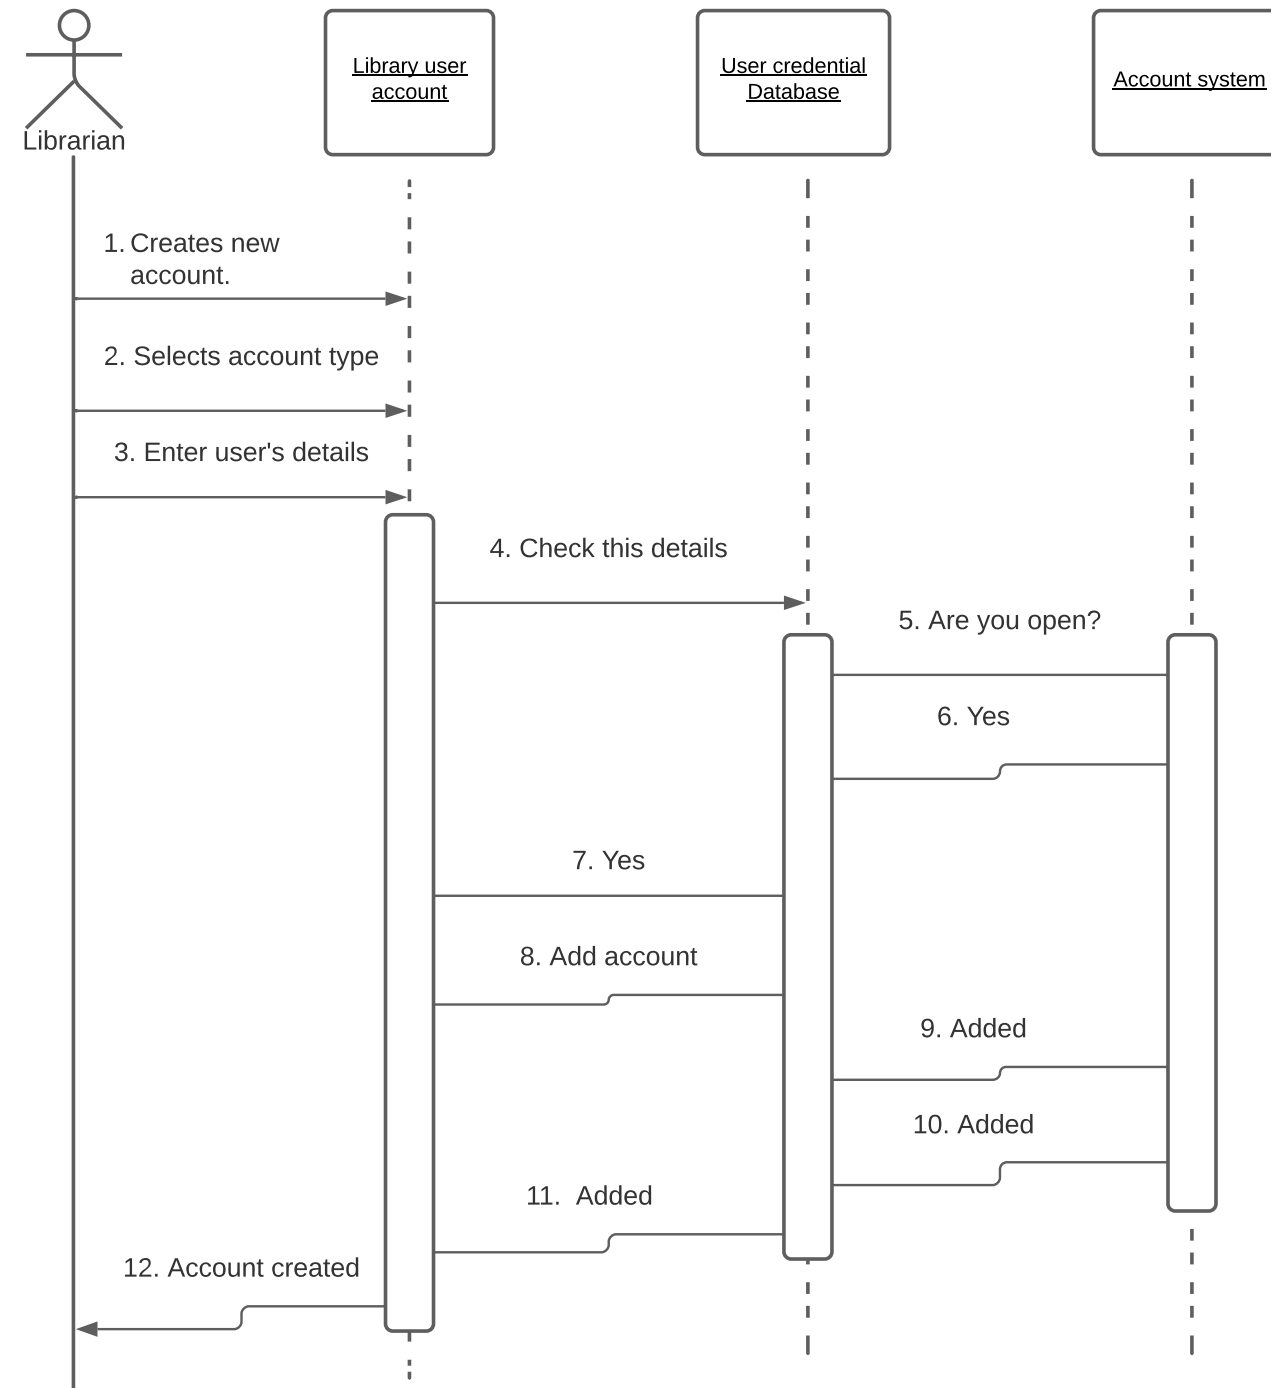 Library user
account
User credential
Database
Account system
Librarian
1. Creates new
account.
2. Selects account type
3. Enter user's details
4. Check this details
5. Are you open?
6. Yes
7. Yes
8. Add account
9. Added
10. Added
11. Added
12. Account created